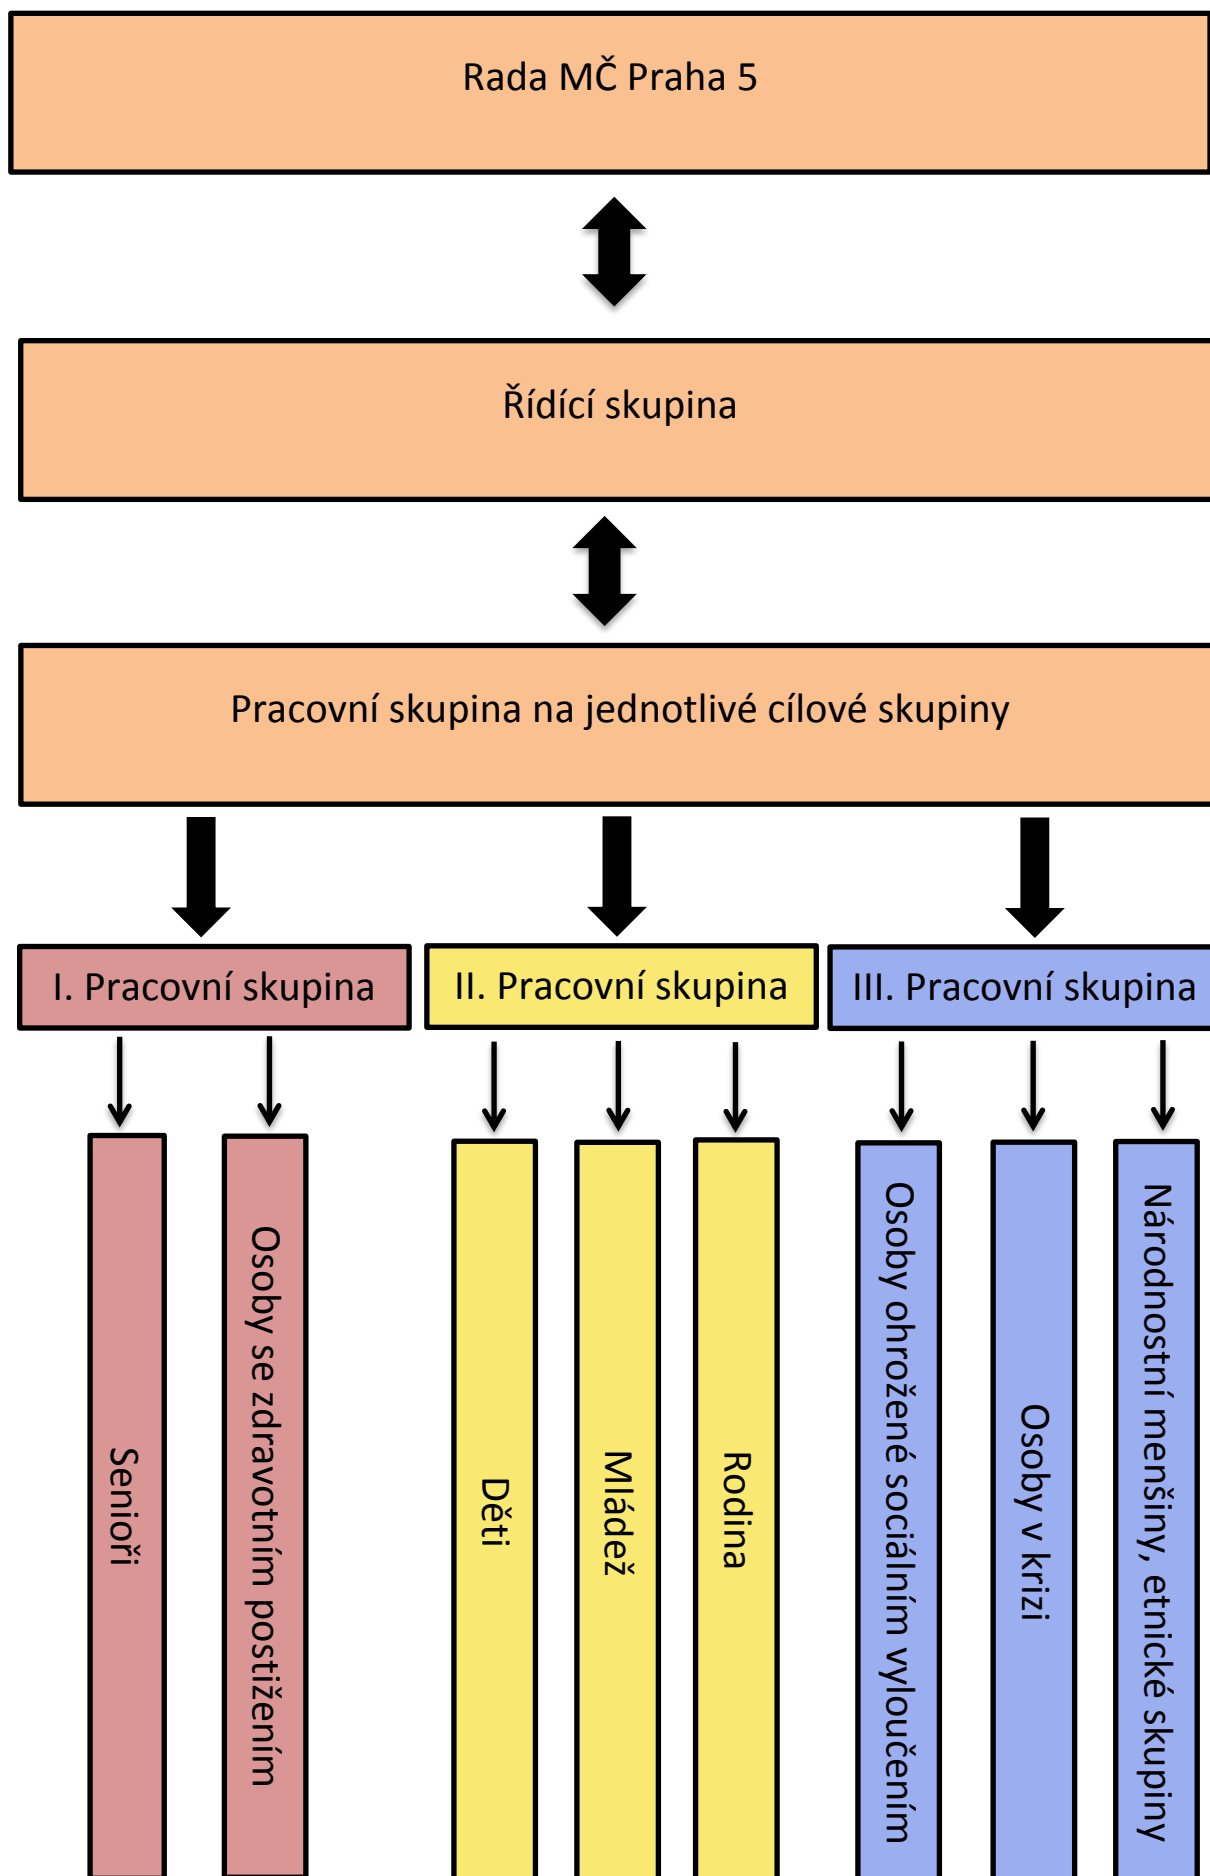 Rada MČ Praha 5
Řídící skupina
Pracovní skupina na jednotlivé cílové skupiny
I. Pracovní skupina
II. Pracovní skupina
III. Pracovní skupina
Senioři
Osoby se zdravotním postižením
Děti
Mládež
Rodina
Osoby ohrožené sociálním vyloučením
Osoby v krizi
Národnostní menšiny, etnické skupiny